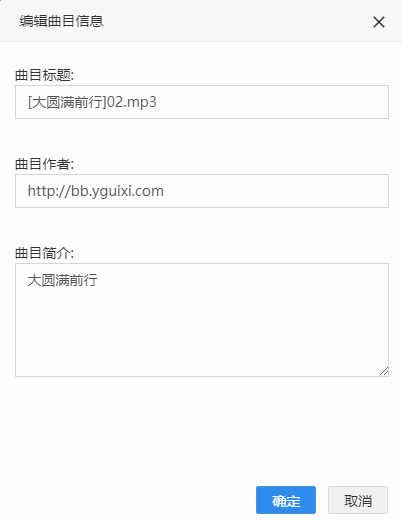 编辑曲目信息
曲目标题:
[大圆满前行]02.mp3
曲目作者:
http://bb.yguixi.com
曲目简介:
大圆满前行
确定 取消